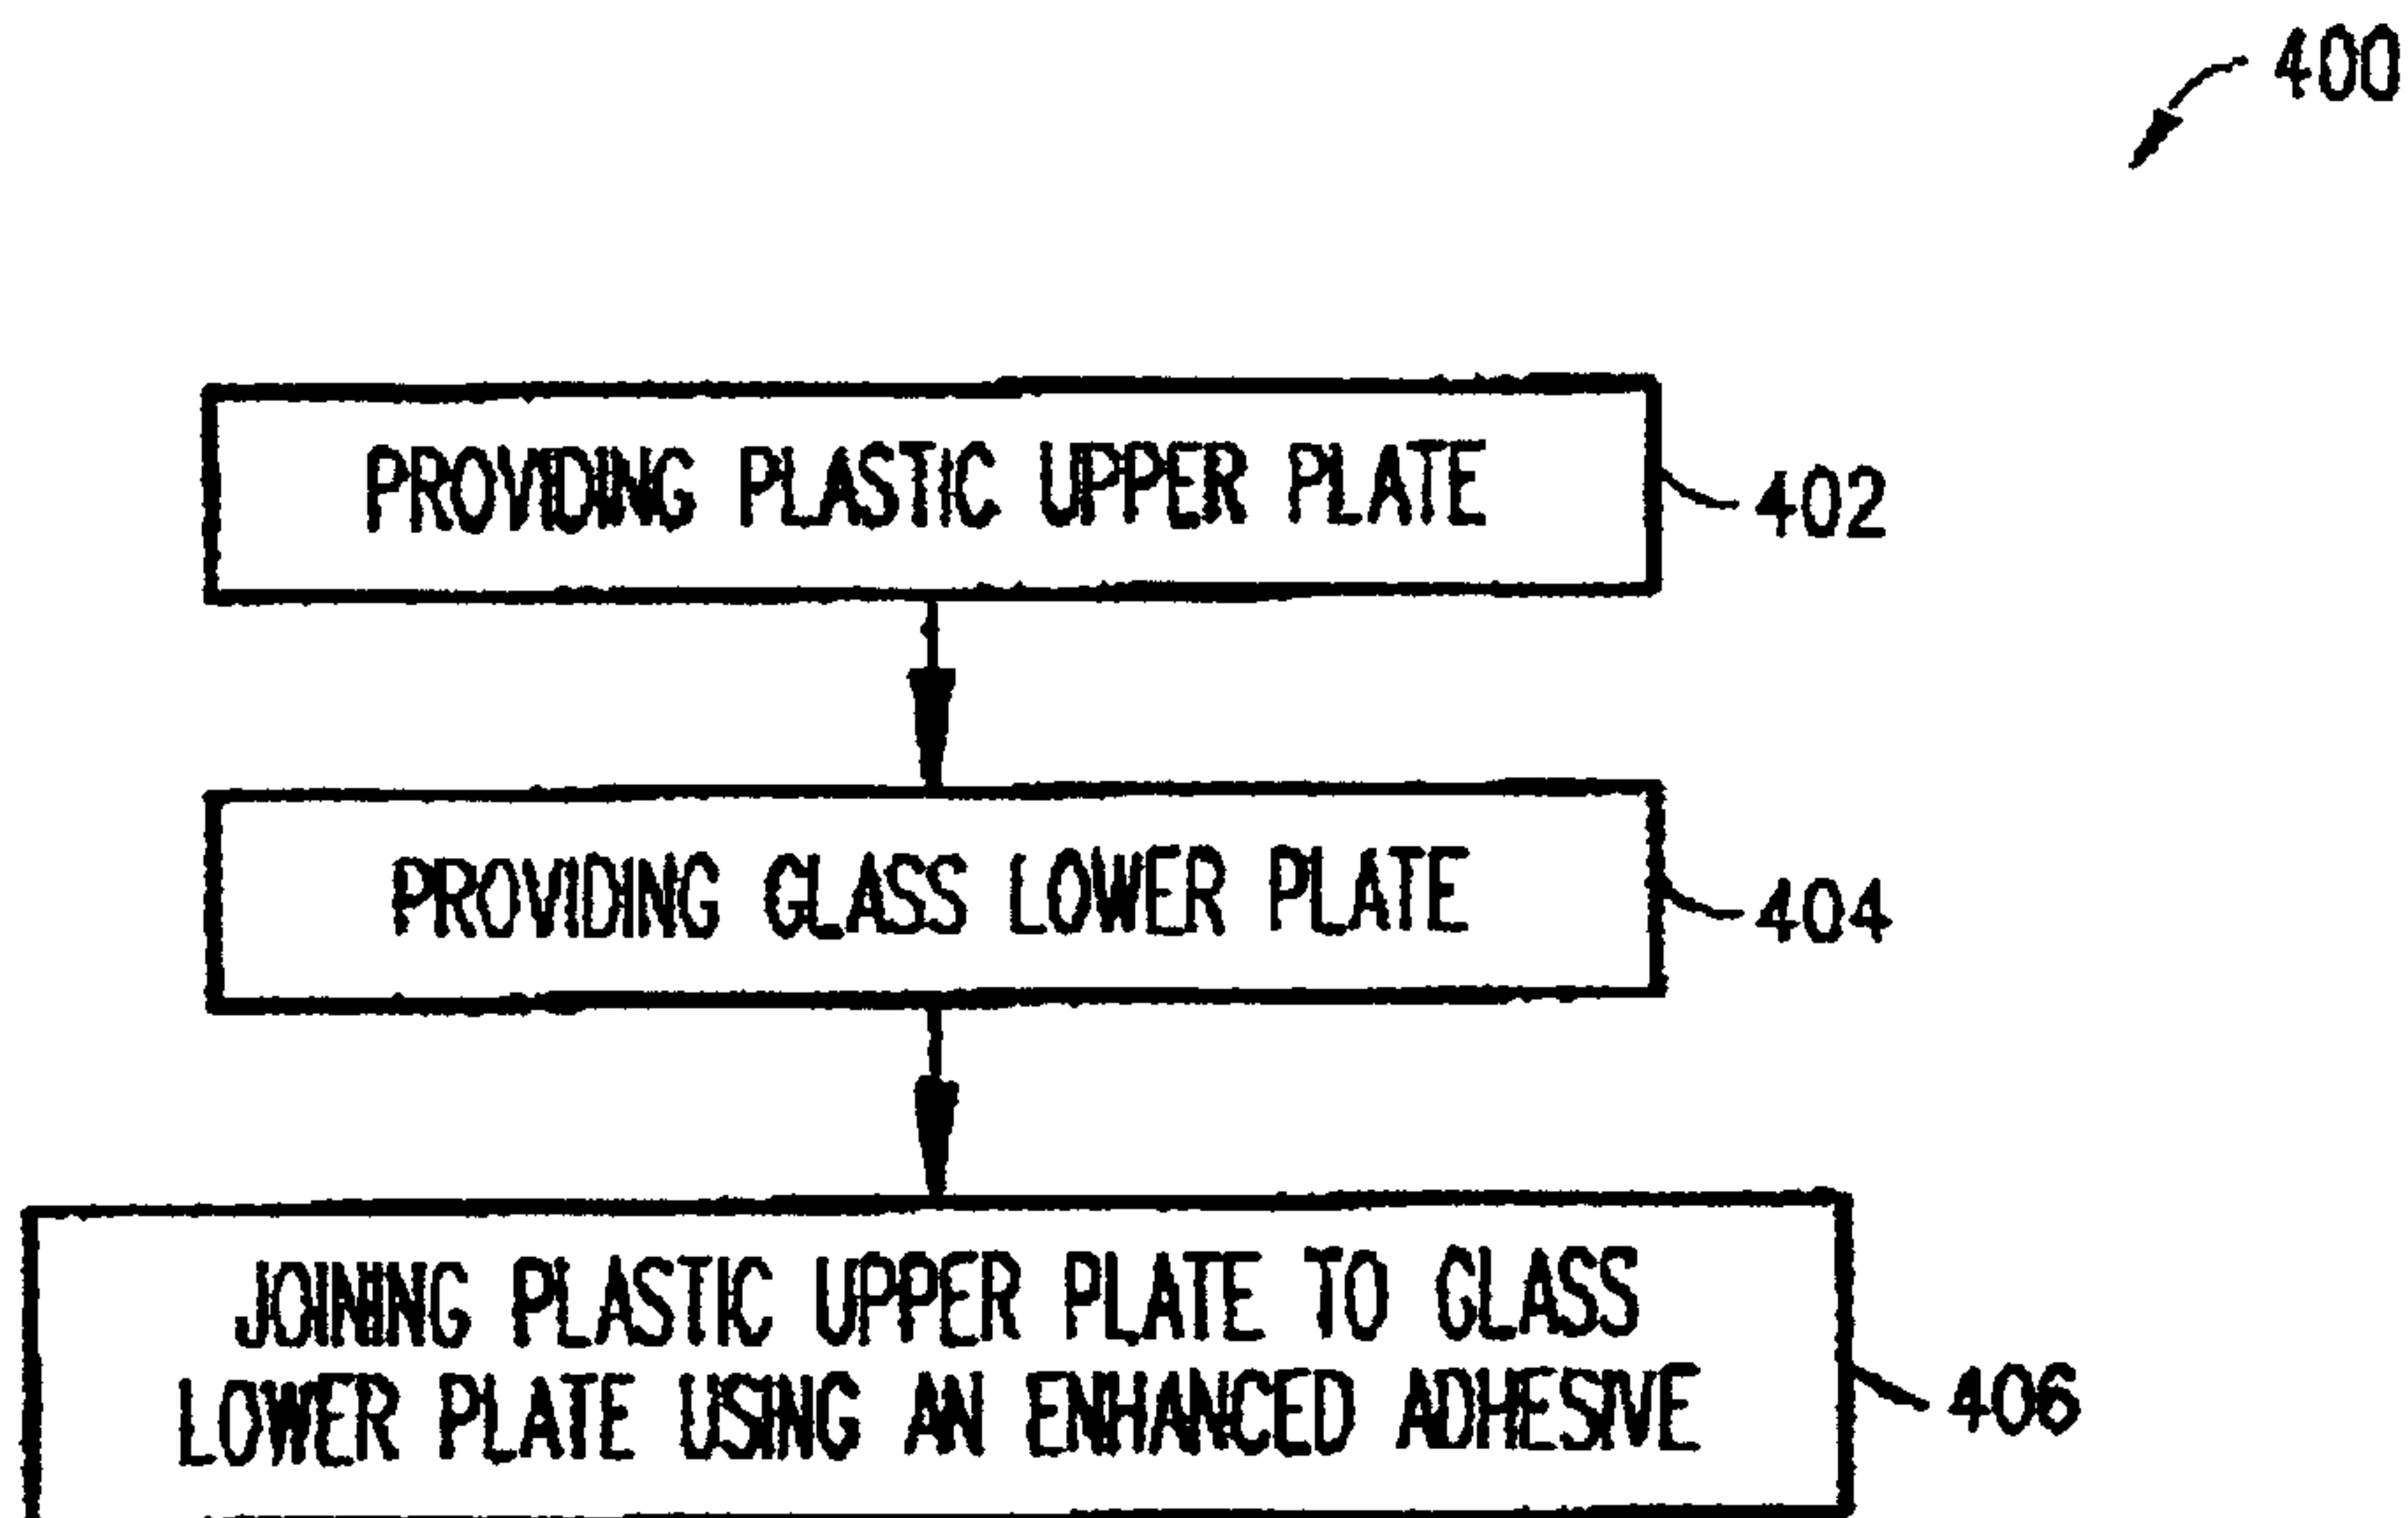 400
PROVIDING PLASTIC UPPER PLATE
402
PROVIDING GLASS LOWER PLATE
404
JOINING PLASTIC UPPER PLATE TO GLASS
LOWER PLATE USING AN ENHANCED ADHESIVE
406